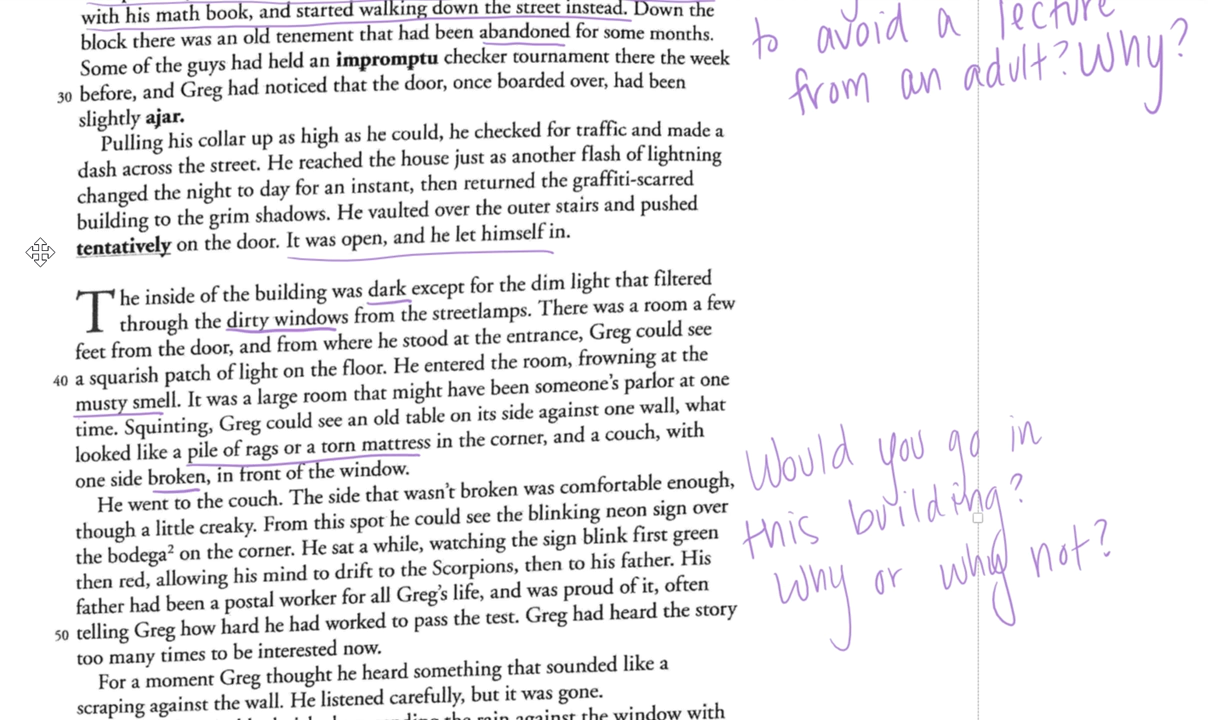 with his math book, and started walking down the street instead. Down the
block there was an old tenement that had been abandoned for some months.
Some of the guys had held an impromptu checker tournament there the week
30 before, and Greg had noticed that the door, once boarded over, had been
slightly ajar.
Pulling his collar up as high as he could, he checked for traffic and made a
dash across the street. He reached the house just as another flash of lightning
changed the night to day for an instant, then returned the graffiti-scarred
building to the grim shadows. He vaulted over the outer stairs and pushed
tentatively on the door. It was open, and he let himself in.
The inside of the building was dark except for the dim light that filtered
through the dirty windows from the streetlamps. There was a room a few
feet from the door, and from where he stood at the entrance, Greg could see
40 a squarish patch of light on the floor. He entered the room, frowning at the
musty smell. It was a large room that might have been someone's parlor at one
time. Squinting, Greg could see an old table on its side against one wall, what
looked like a pile of rags or a torn mattress in the corner, and a couch, with
one side broken, in front of the window.
He went to the couch. The side that wasn't broken was comfortable enough,
though a little creaky. From this spot he could see the blinking neon sign over
the bodega² on the corner. He sat a while, watching the sign blink first green
then red, allowing his mind to drift to the Scorpions, then to his father. His
father had been a postal worker for all Greg's life, and was proud of it, often
50 telling Greg how hard he had worked to pass the test. Greg had heard the story
too many times to be interested now.
For a moment Greg thought he heard something that sounded like a
scraping against the wall. He listened carefully, but it was gone.
the rain against the window with
to avoid a lecture
from an adult? Why?
Would you go in
this building?
Why or why not?